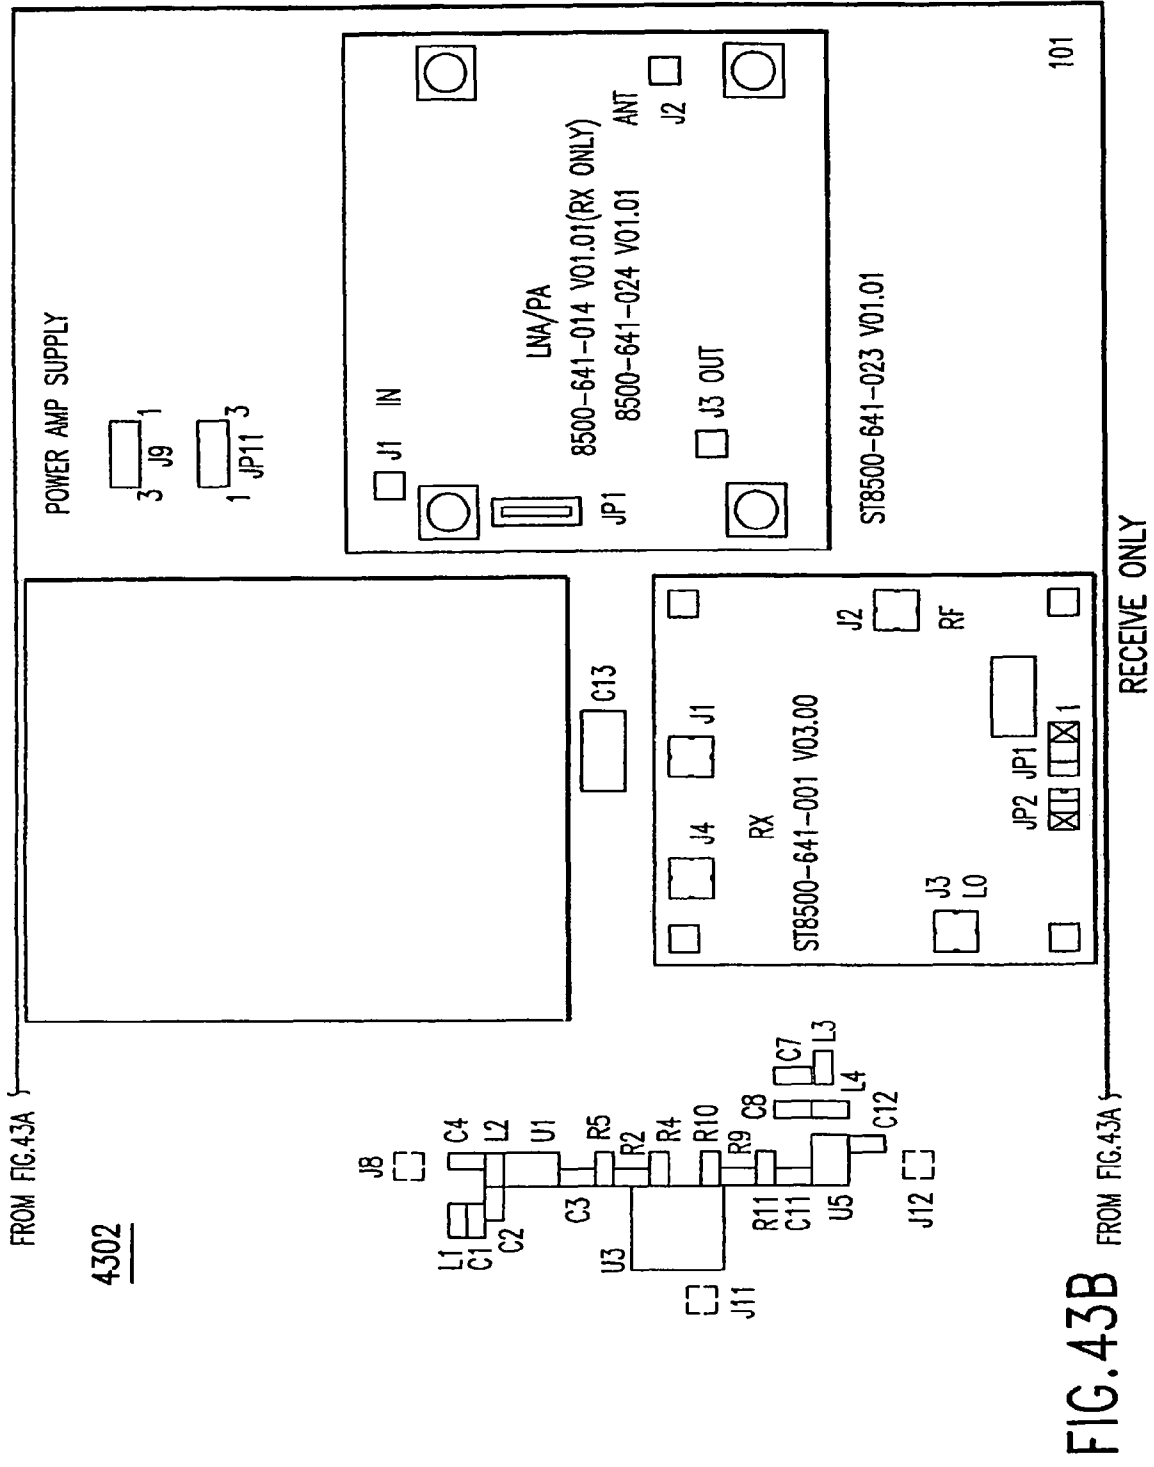 FROM FIG.43A
4302
POWER AMP SUPPLY
3 1
J9
1 3
JP11
J1 IN
LNA/PA
8500-641-014 V01.01(RX ONLY)
8500-641-024 V01.01
ANT
J2
J3 OUT
JP1
ST8500-641-023 V01.01
101
C13
J4 J1
RX
ST8500-641-001 V03.00
J2
RF
J3
LO
JP2 JP1 1
J8
L1 C4
C1 L2
C2 U1
C3 R5
R2
U3 R4
R10
J11 R9
R11 C8 C7
C11 L3
U5 L4
C12
J12
FROM FIG.43A
RECEIVE ONLY
FIG.43B